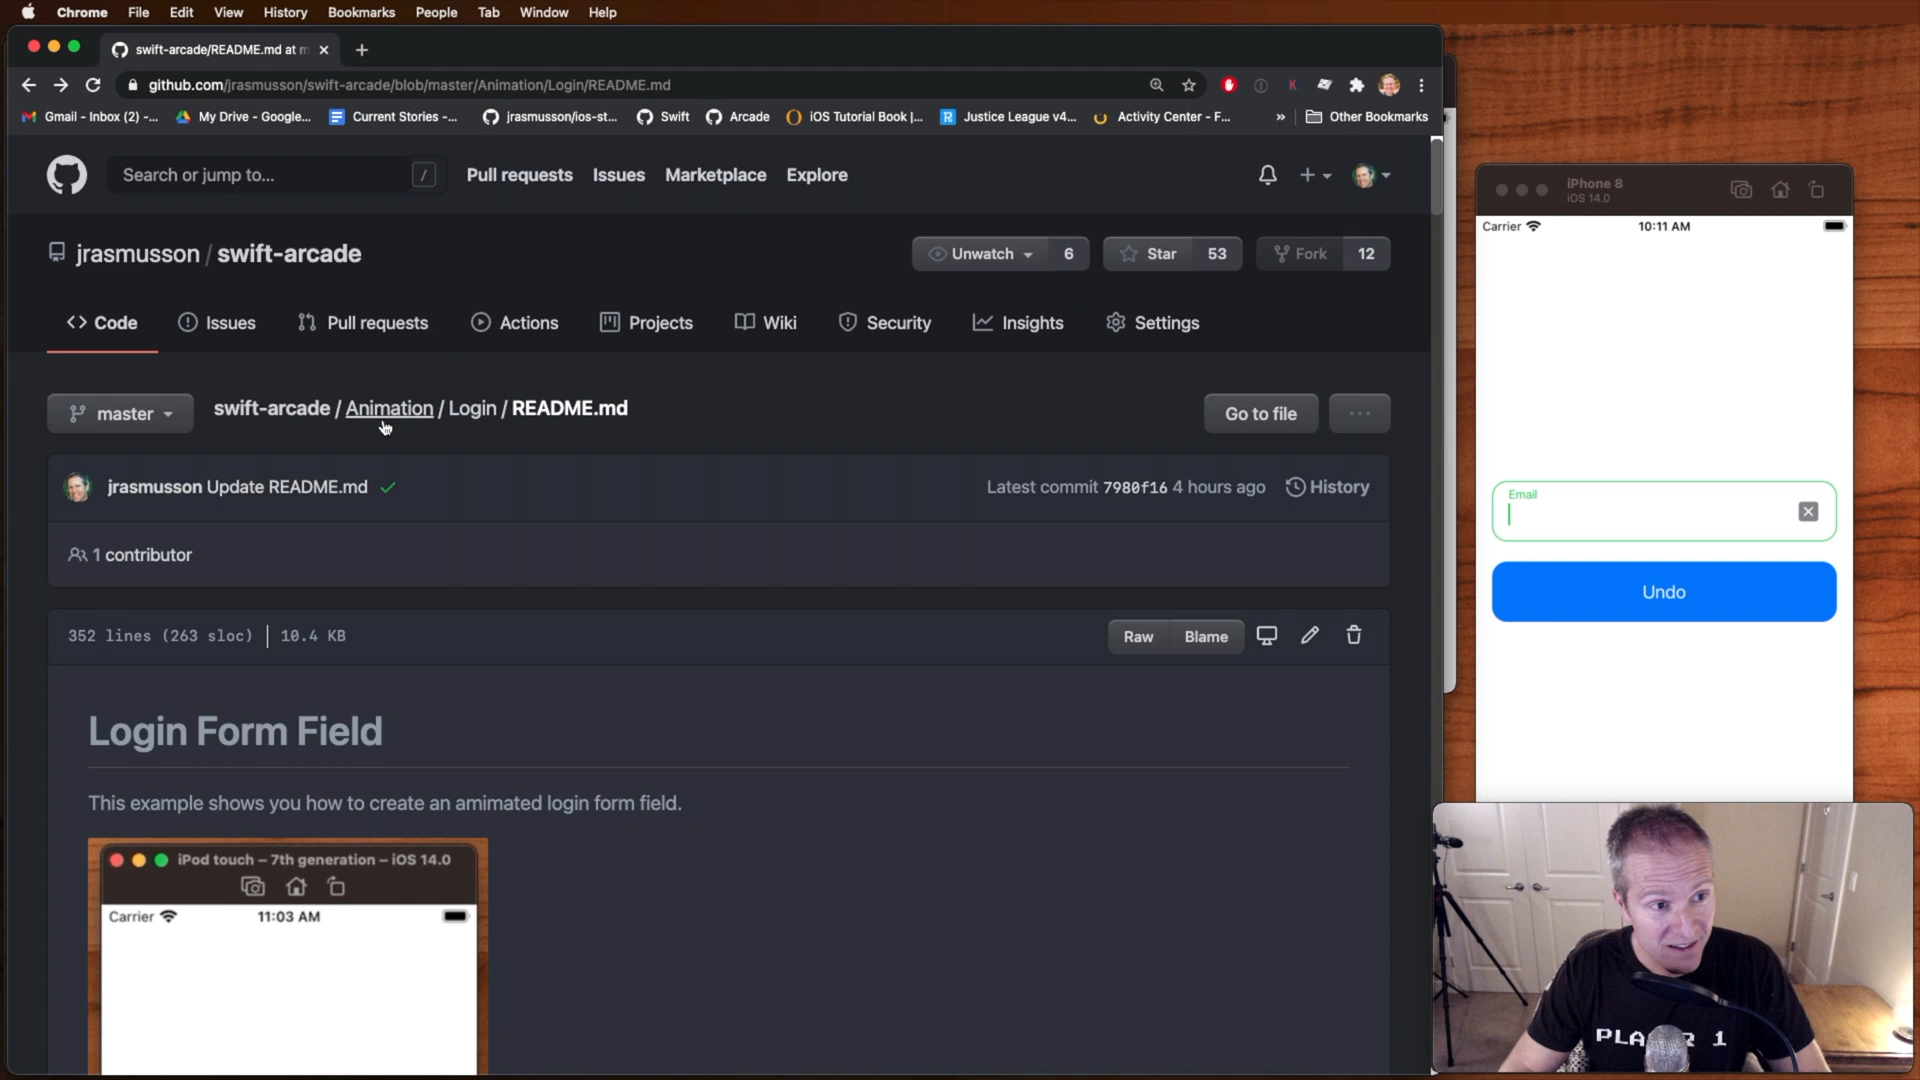 Chrome File Edit View History Bookmarks People Tab Window Help
swift-arcade/README.md at m
github.com/jrasmusson/swift-arcade/blob/master/Animation/Login/README.md
Gmail - Inbox (2) -... My Drive - Google... Current Stories -... jrasmusson/ios-st... Swift Arcade iOS Tutorial Book |... Justice League v4... Activity Center - F... » Other Bookmarks
Search or jump to... / Pull requests Issues Marketplace Explore
jrasmusson / swift-arcade Unwatch 6 Star 53 Fork 12
Code Issues Pull requests Actions Projects Wiki Security Insights Settings
master swift-arcade / Animation / Login / README.md Go to file ...
jrasmusson Update README.md Latest commit 7980f16 4 hours ago History
1 contributor
352 lines (263 sloc) | 10.4 KB Raw Blame
Login Form Field
This example shows you how to create an amimated login form field.
iPod touch – 7th generation – iOS 14.0
Carrier 11:03 AM
iPhone 8
iOS 14.0
Carrier 10:11 AM
Email
Undo
1